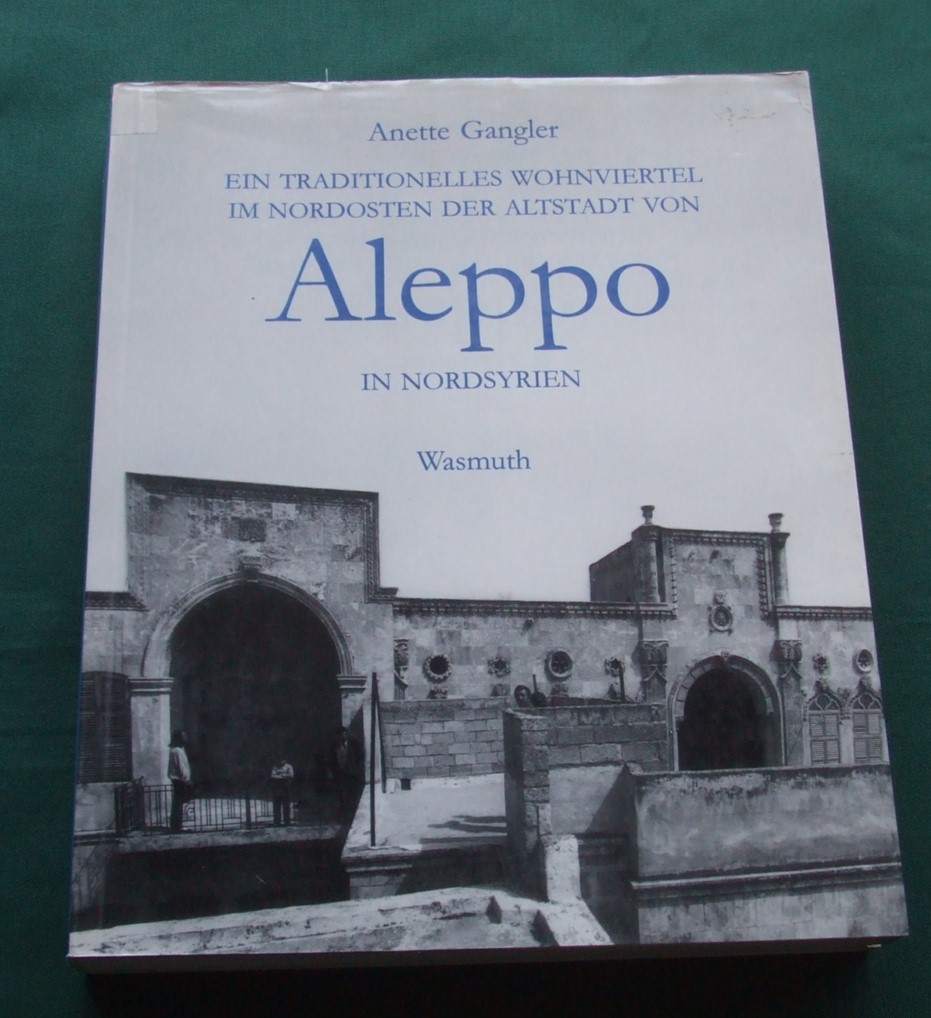 Anette Gangler
EIN TRADITIONELLES WOHNVIERTEL
IM NORDOSTEN DER ALTSTADT VON
Aleppo
IN NORDSYRIEN
Wasmuth